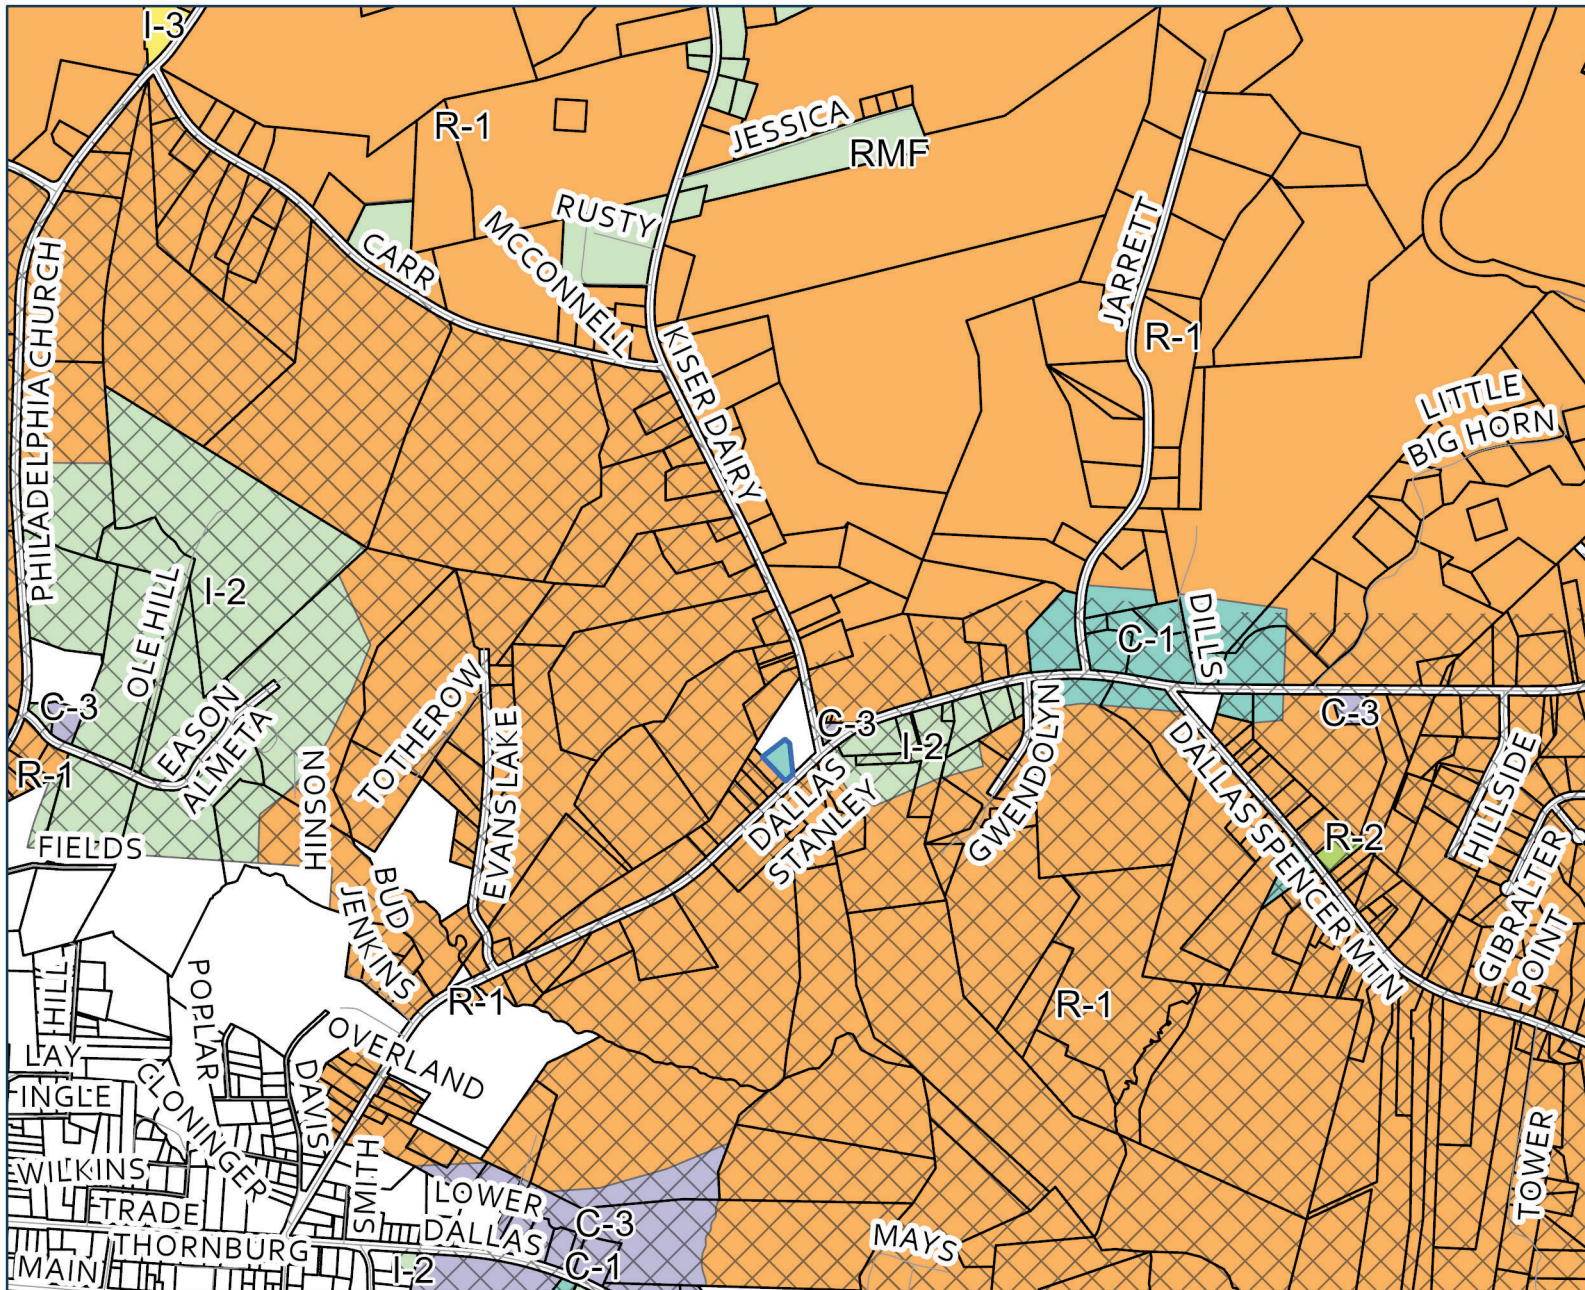 I-3
R-1
JESSICA
RMF
RUSTY
MCCONNELL
CARR
JARRETT
PHILADELPHIA CHURCH
KISER DAIRY
R-1
LITTLE
BIG HORN
I-2
OLE HILL
C-1
DILLS
EASON
ALMETA
C-3
TOTHEROW
EVANS LAKE
HINSON
C-3
I-2
GWENDOLYN
C-3
R-1
DALLAS
STANLEY
DALLAS SPENCER MTN
HILLSIDE
R-2
GIBRALTER
POINT
FIELDS
BUD
JENKINS
R-1
R-1
HILL
POPLAR
OVERLAND
LAY
INGLE
CLONINGER
DAVIS
WILKINS
SMITH
TOWER
TRADE
LOWER
DALLAS
C-3
THORNBURG
MAYS
MAIN
I-2
C-1